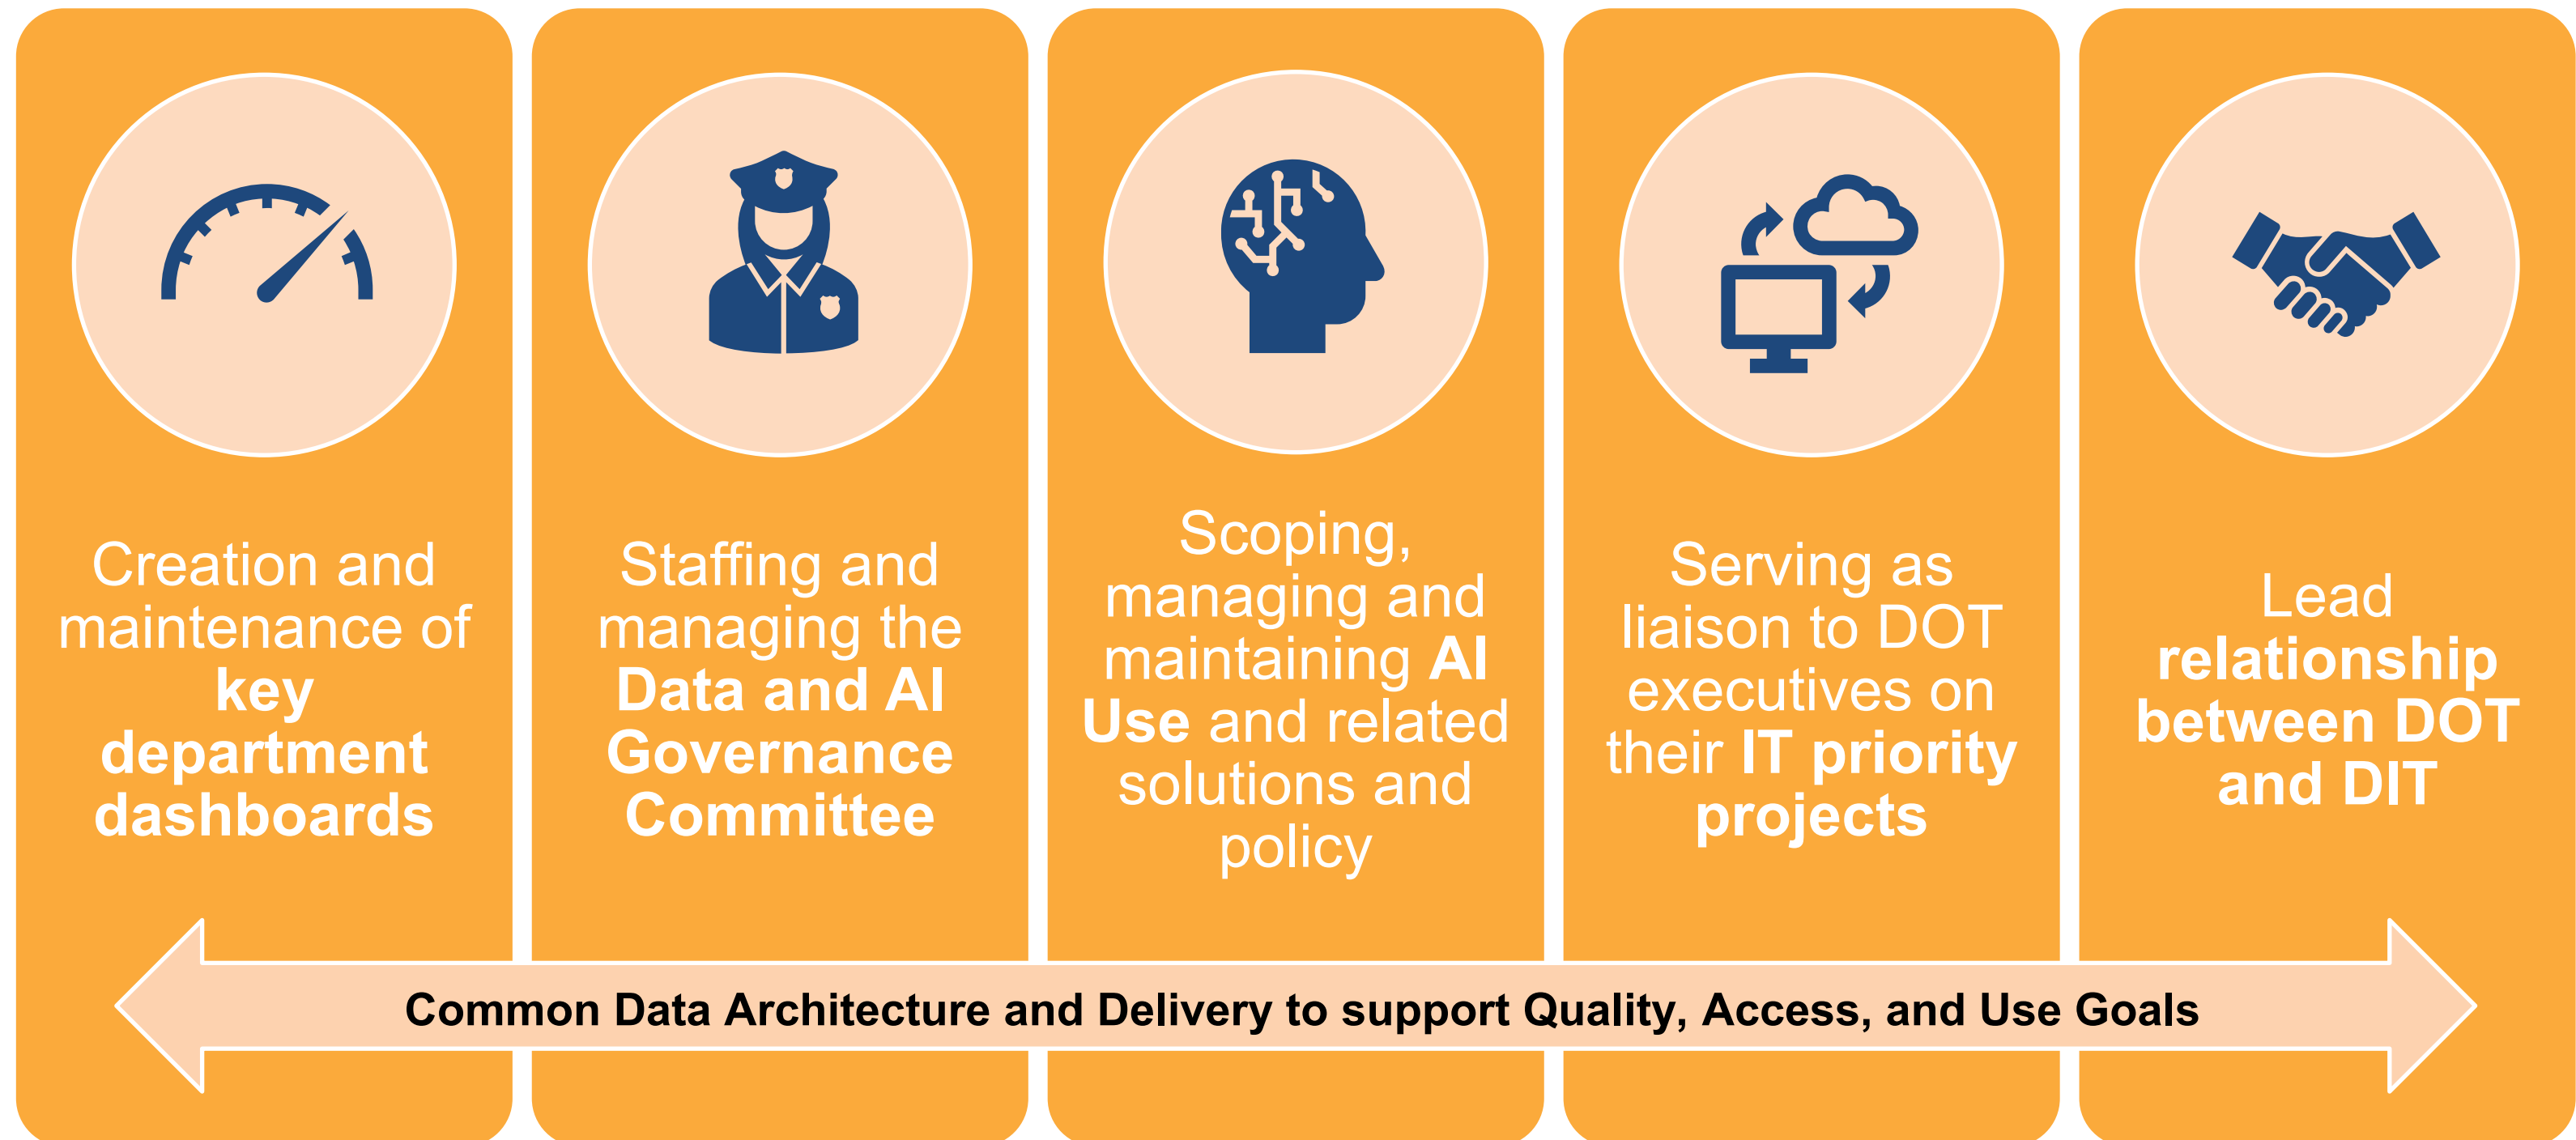 Creation and
maintenance of
key
department
dashboards
Staffing and
managing the
Data and AI
Governance
Committee
Scoping,
managing and
maintaining AI
Use and related
solutions and
policy
Serving as
liaison to DOT
executives on
their IT priority
projects
Lead
relationship
between DOT
and DIT
Common Data Architecture and Delivery to support Quality, Access, and Use Goals